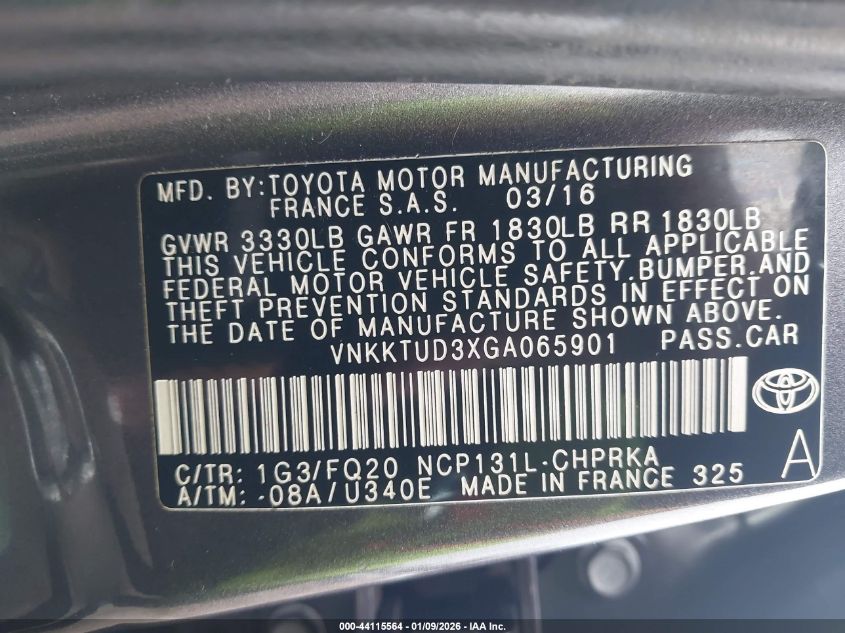 MFD. BY: TOYOTA MOTOR MANUFACTURING
FRANCE S.A.S. 03/16
GVWR 3330LB GAWR FR 1830LB RR 1830LB
THIS VEHICLE CONFORMS TO ALL APPLICABLE
FEDERAL MOTOR VEHICLE SAFETY,BUMPER,AND
THEFT PREVENTION STANDARDS IN EFFECT ON
THE DATE OF MANUFACTURE SHOWN ABOVE.
VNKKTUD3XGA065901 PASS.CAR
C/TR: 1G3/FQ20 NCP131L-CHPRKA
A/TM: -08A/U340E MADE IN FRANCE 325
A
000-44115564 - 01/09/2026 - IAA Inc.